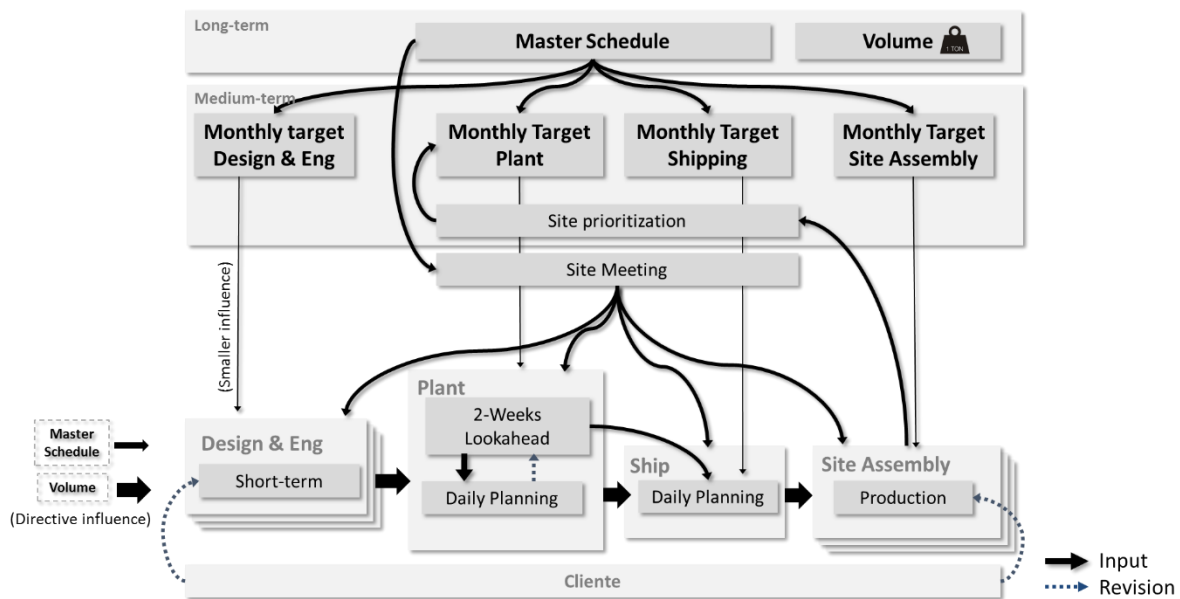 Long-term
Master Schedule
Volume
1 TON
Medium-term
Monthly target
Design & Eng
Monthly Target
Plant
Monthly Target
Shipping
Monthly Target
Site Assembly
Site prioritization
Site Meeting
(Smaller influence)
Plant
2-Weeks
Lookahead
Daily Planning
Master
Schedule
Volume
(Directive influence)
Design & Eng
Short-term
Ship
Daily Planning
Site Assembly
Production
Cliente
Input
Revision